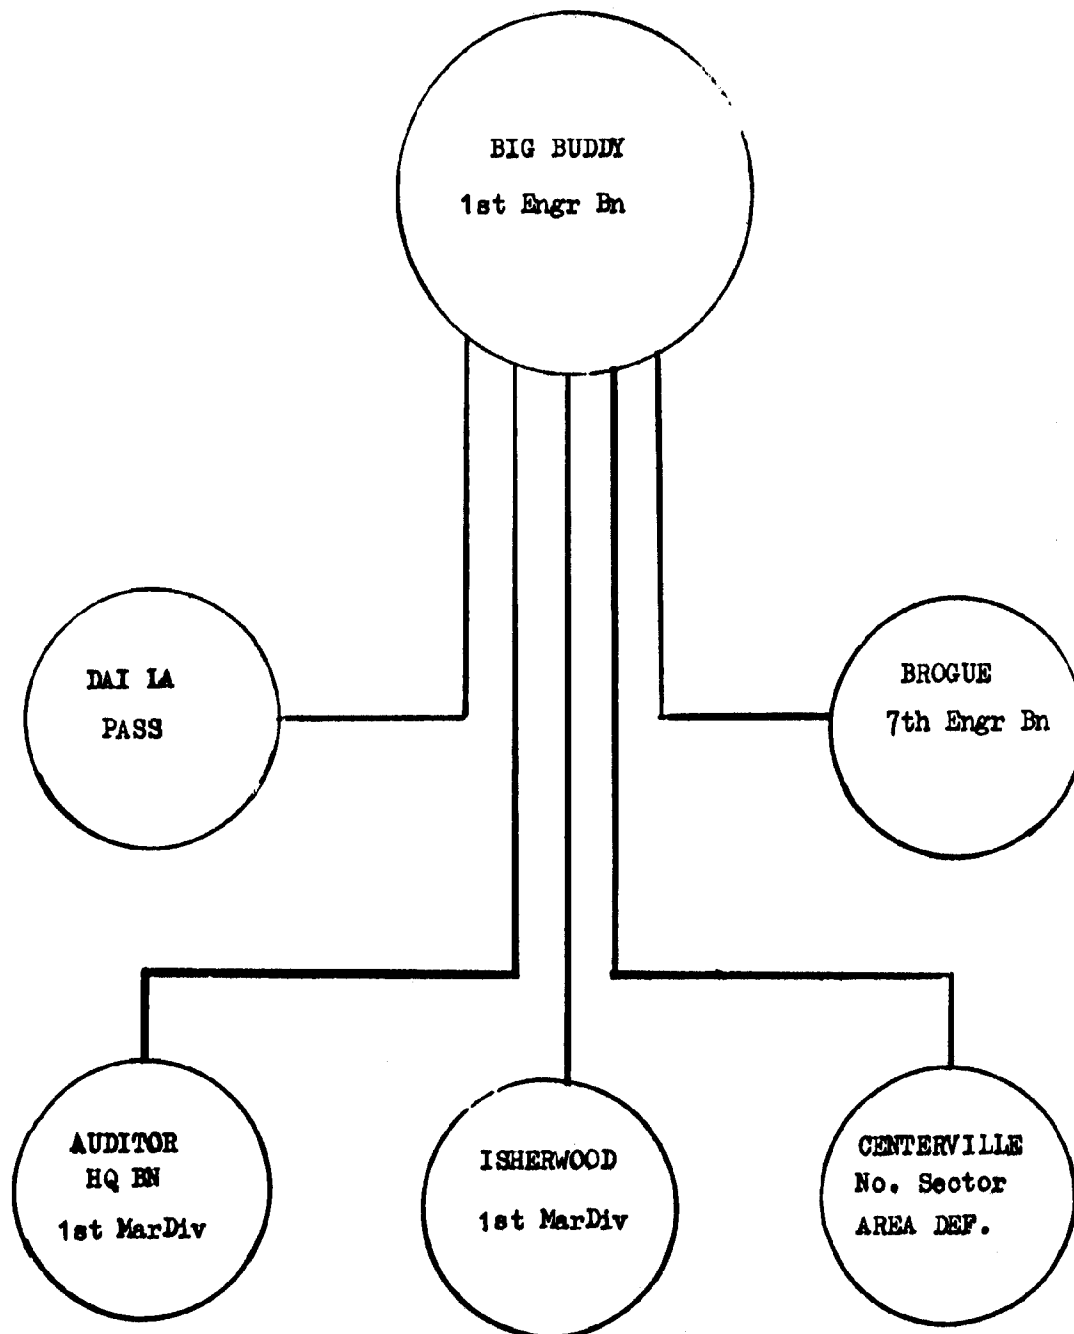 BIG BUDDY
1st Engr Bn
DAI LA
PASS
BROGUE
7th Engr Bn
AUDITOR
HQ BN
1st MarDiv
ISHERWOOD
1st MarDiv
CENTERVILLE
No. Sector
AREA DEF.